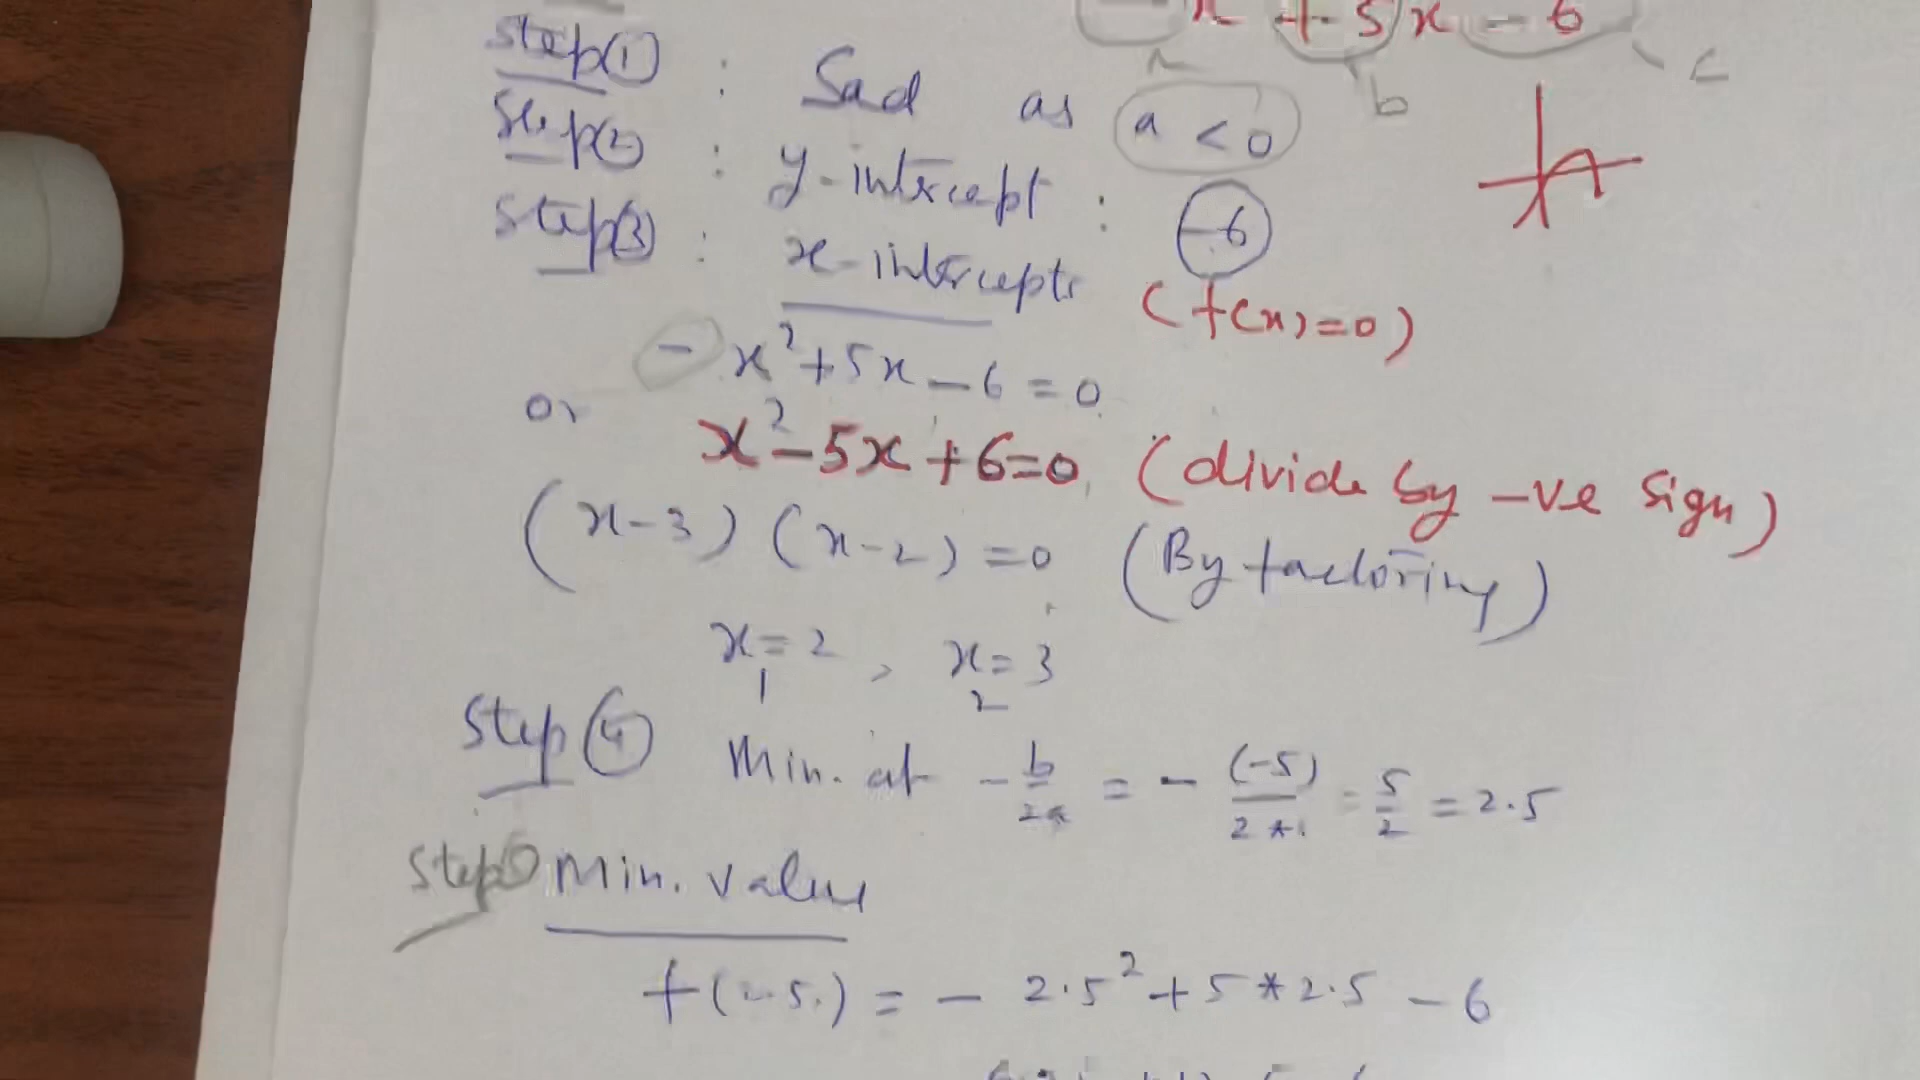 - x + 5x - 6
a b c
Step(1) : Sad as a < 0
Step(2) : y-intercept : -6
Step(3) : x-intercepts (f(x)=0)
- x² + 5x - 6 = 0
or x² - 5x + 6 = 0 (divide by -ve sign)
(x-3) (x-2) = 0 (By factoring)
x₁ = 2 , x₂ = 3
Step (4) Min. at - b/2a = - (-5)/2*1 = 5/2 = 2.5
Step 5 Min. value
f(2.5) = - 2.5² + 5 * 2.5 - 6